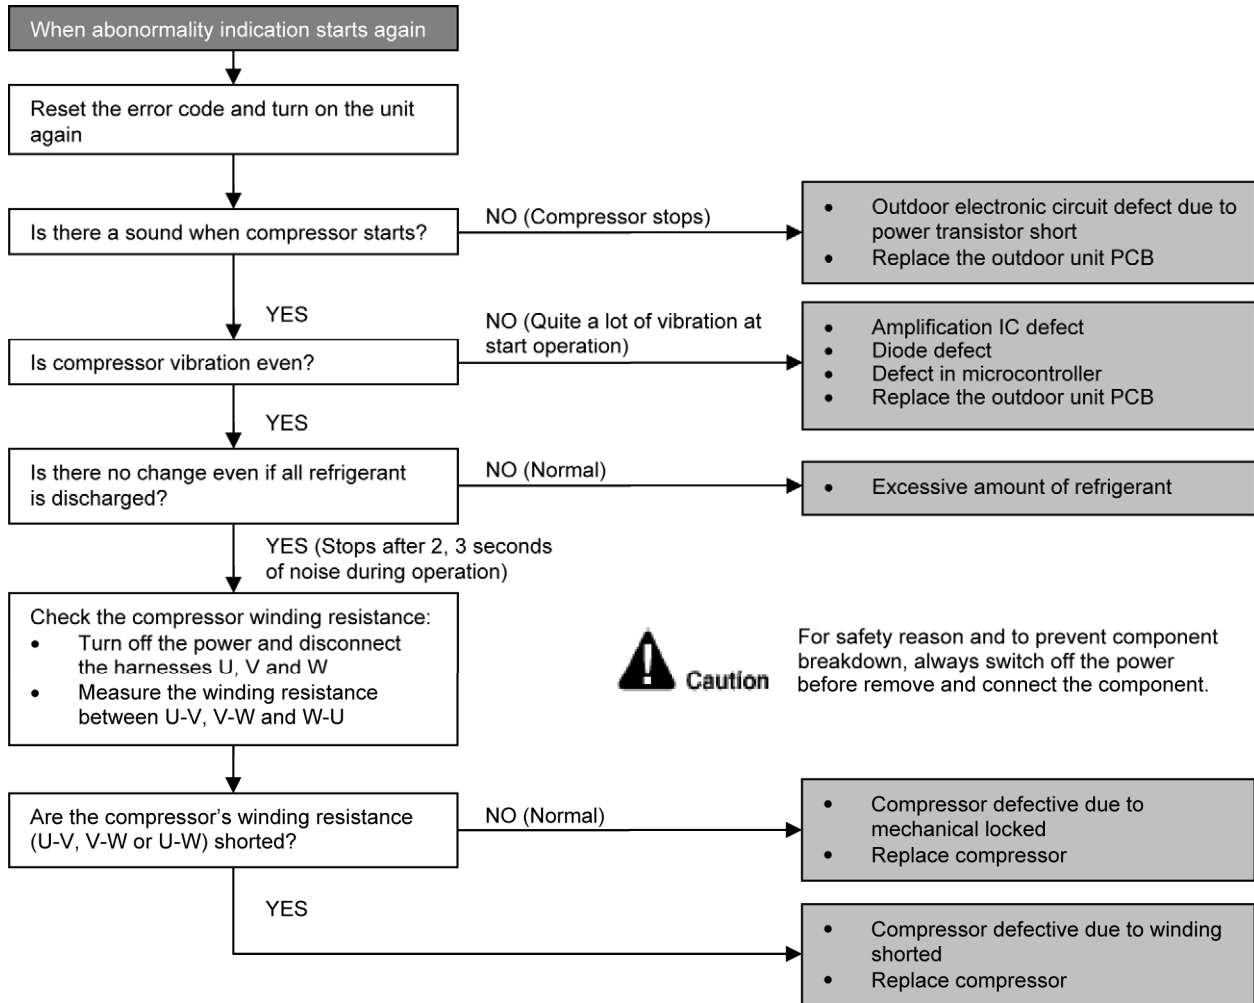 When abonormality indication starts again
Reset the error code and turn on the unit
again
Is there a sound when compressor starts?
NO (Compressor stops)
• Outdoor electronic circuit defect due to
power transistor short
• Replace the outdoor unit PCB
YES
Is compressor vibration even?
NO (Quite a lot of vibration at
start operation)
• Amplification IC defect
• Diode defect
• Defect in microcontroller
• Replace the outdoor unit PCB
YES
Is there no change even if all refrigerant
is discharged?
NO (Normal)
• Excessive amount of refrigerant
YES (Stops after 2, 3 seconds
of noise during operation)
Check the compressor winding resistance:
• Turn off the power and disconnect
the harnesses U, V and W
• Measure the winding resistance
between U-V, V-W and W-U
Caution
For safety reason and to prevent component
breakdown, always switch off the power
before remove and connect the component.
Are the compressor’s winding resistance
(U-V, V-W or U-W) shorted?
NO (Normal)
• Compressor defective due to
mechanical locked
• Replace compressor
YES
• Compressor defective due to winding
shorted
• Replace compressor